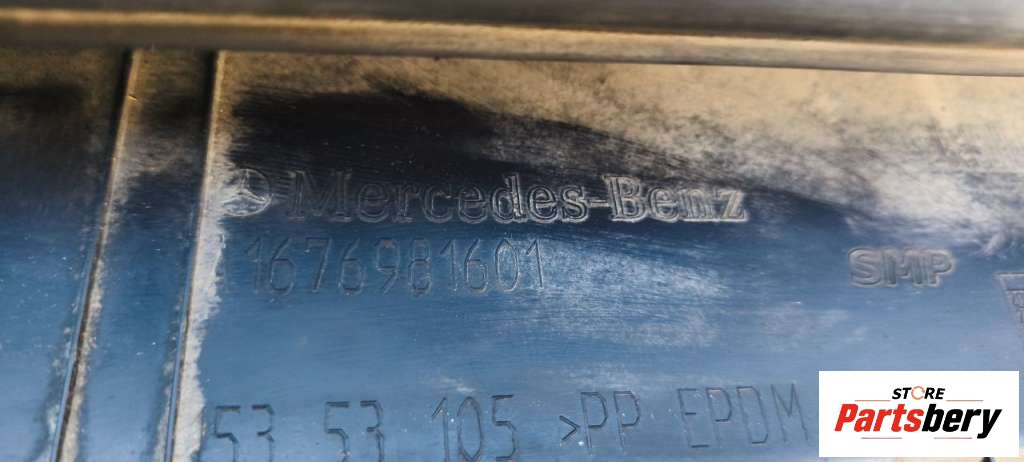 Mercedes-Benz
1676981601
SMP
53 53 105 >PP EPDM
STORE
Partsbery